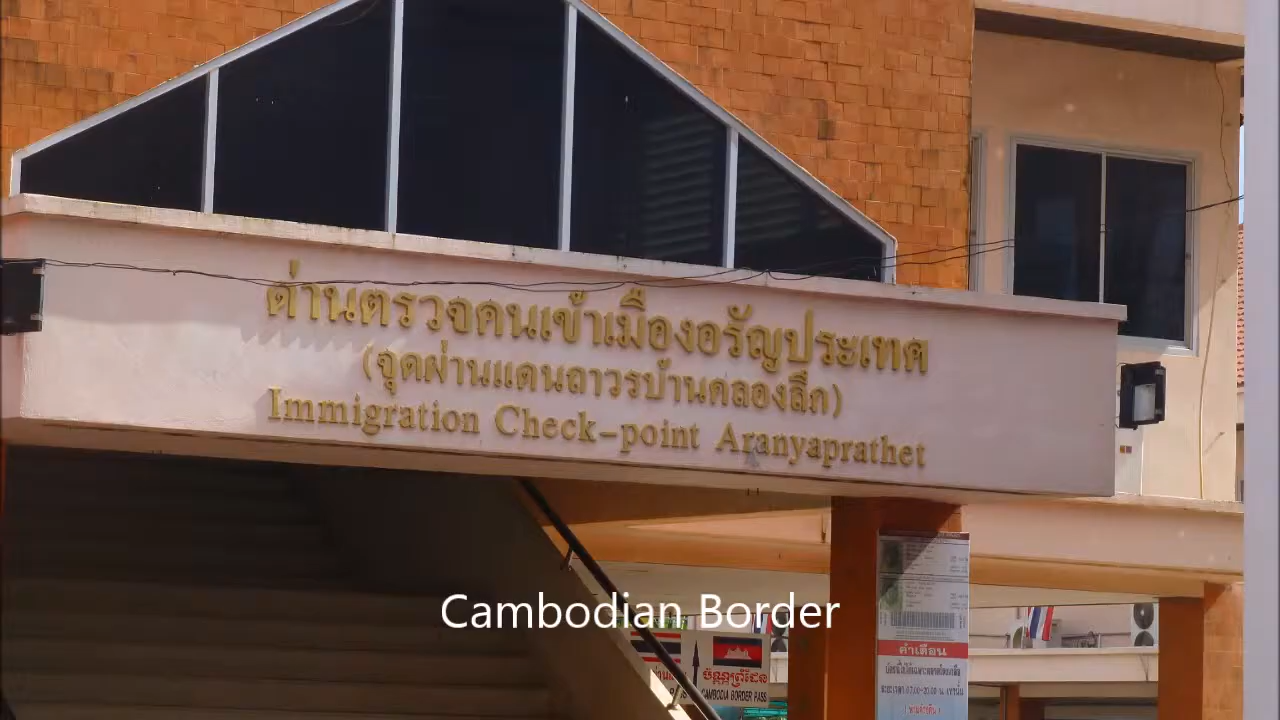 ด่านตรวจคนเข้าเมืองอรัญประเทศ
(จุดผ่านแดนถาวรบ้านคลองลึก)
Immigration Check-point Aranyaprathet
Cambodian Border
CAMBODIA BORDER PASS
คำเตือน